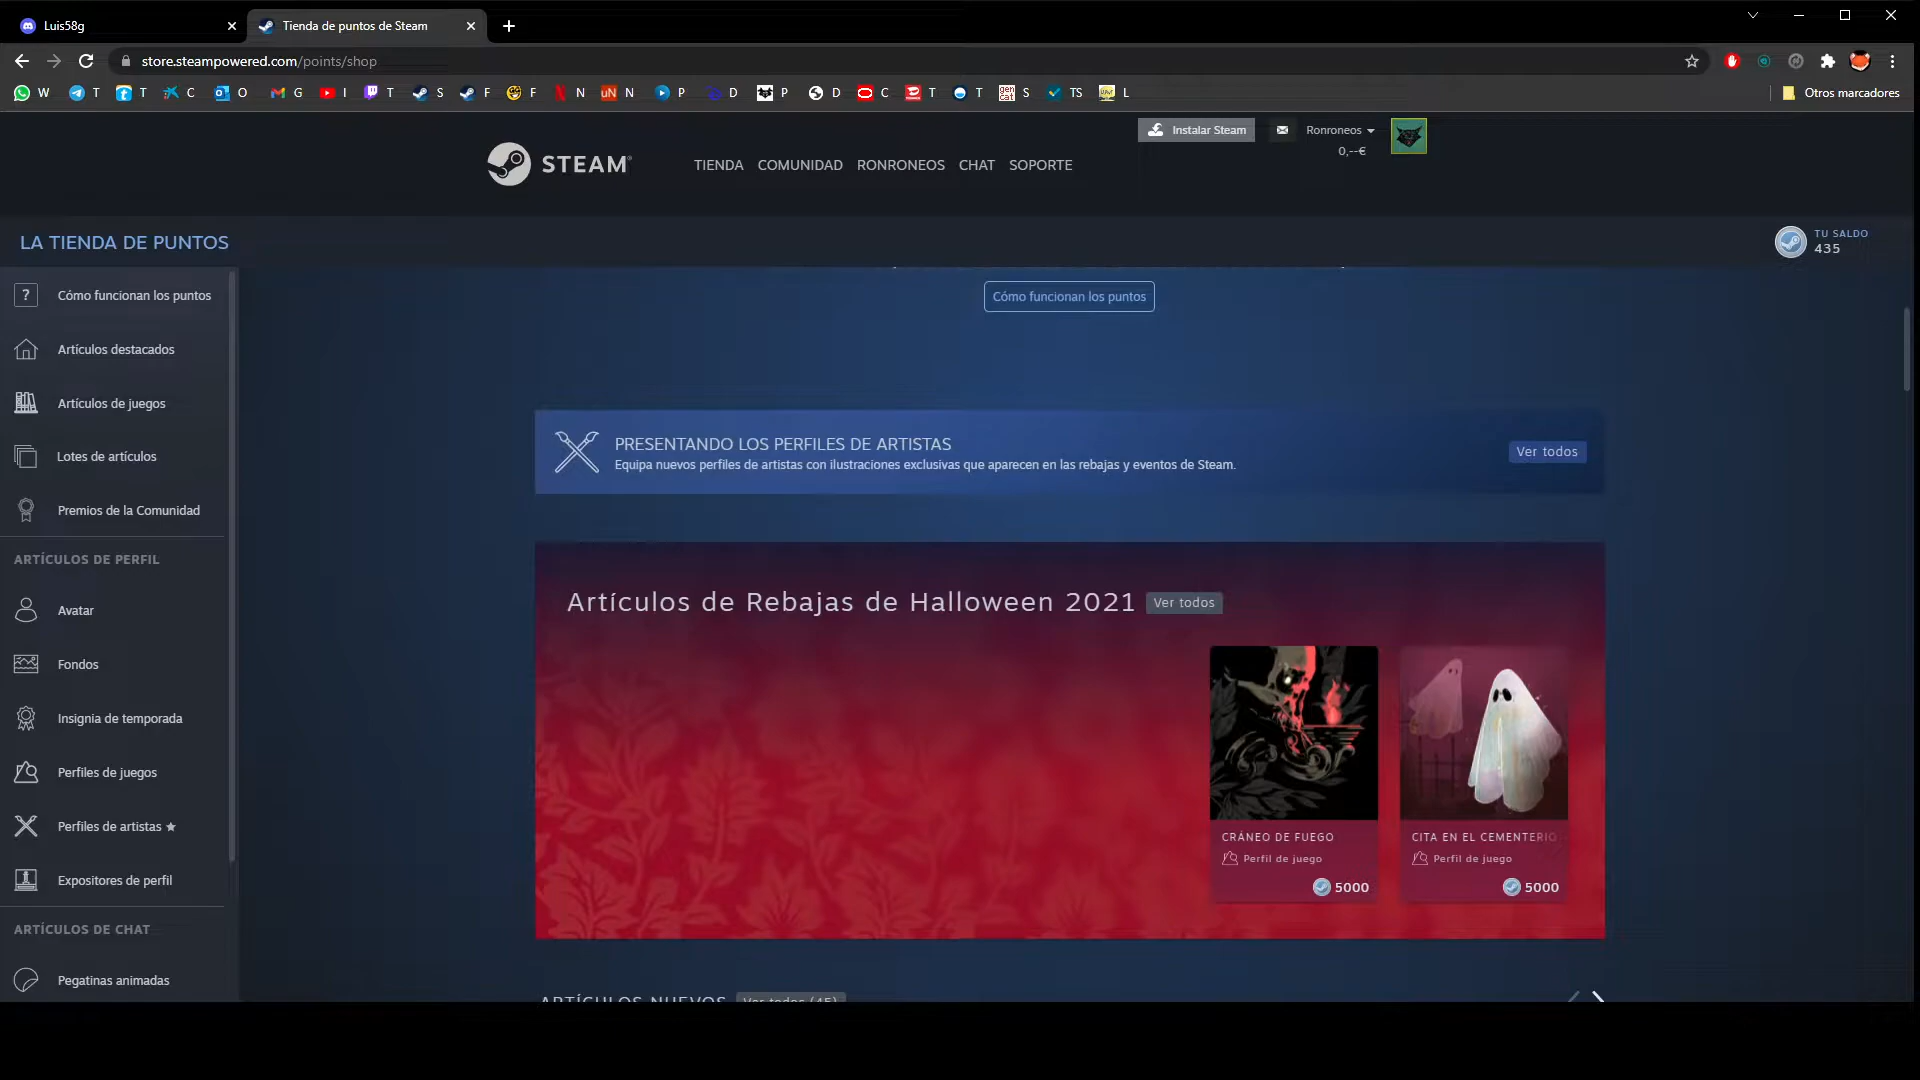 Luis58g
Tienda de puntos de Steam
store.steampowered.com/points/shop
W T T C O G I T S F F N N P D P D C T T S TS L
Otros marcadores
Instalar Steam
Ronroneos
0,--€
STEAM
TIENDA COMUNIDAD RONRONEOS CHAT SOPORTE
LA TIENDA DE PUNTOS
TU SALDO
435
Cómo funcionan los puntos
Artículos destacados
Artículos de juegos
Lotes de artículos
Premios de la Comunidad
ARTÍCULOS DE PERFIL
Avatar
Fondos
Insignia de temporada
Perfiles de juegos
Perfiles de artistas
Expositores de perfil
ARTÍCULOS DE CHAT
Pegatinas animadas
Cómo funcionan los puntos
PRESENTANDO LOS PERFILES DE ARTISTAS
Equipa nuevos perfiles de artistas con ilustraciones exclusivas que aparecen en las rebajas y eventos de Steam.
Ver todos
Artículos de Rebajas de Halloween 2021 Ver todos
CRÁNEO DE FUEGO
Perfil de juego
5000
CITA EN EL CEMENTERIO
Perfil de juego
5000
ARTÍCULOS NUEVOS Ver todos (45)